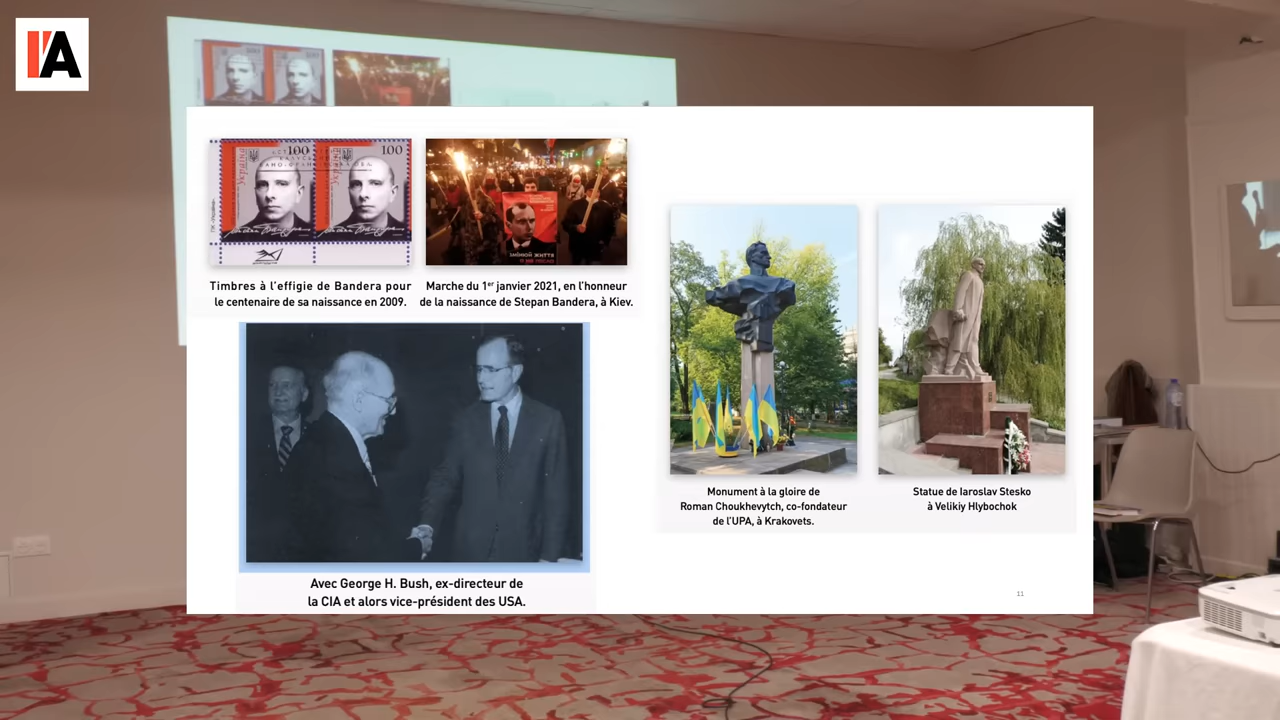 I'A
Україна
100
100
Timbres à l'effigie de Bandera pour
le centenaire de sa naissance en 2009.
Marche du 1er janvier 2021, en l'honneur
de la naissance de Stepan Bandera, à Kiev.
Avec George H. Bush, ex-directeur de
la CIA et alors vice-président des USA.
Monument à la gloire de
Roman Choukhevytch, co-fondateur
de l'UPA, à Krakovets.
Statue de Iaroslav Stesko
à Velikiy Hlybochok
11